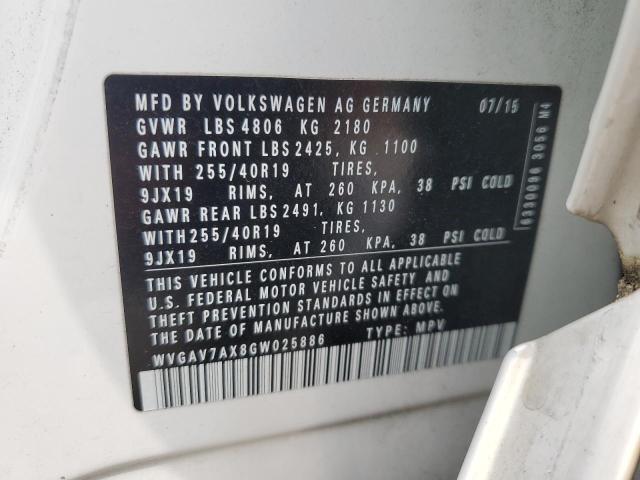 MFD BY VOLKSWAGEN AG GERMANY 07/15
GVWR LBS 4806 KG 2180
GAWR FRONT LBS 2425, KG 1100
WITH 255/40R19 TIRES,
9JX19 RIMS, AT 260 KPA, 38 PSI COLD
GAWR REAR LBS 2491, KG 1130
WITH 255/40R19 TIRES,
9JX19 RIMS, AT 260 KPA, 38 PSI COLD
THIS VEHICLE CONFORMS TO ALL APPLICABLE
U.S. FEDERAL MOTOR VEHICLE SAFETY AND
THEFT PREVENTION STANDARDS IN EFFECT ON
THE DATE OF MANUFACTURE SHOWN ABOVE
WVGAV7AX8GW025886 TYPE: MPV
6330096 3056 M4